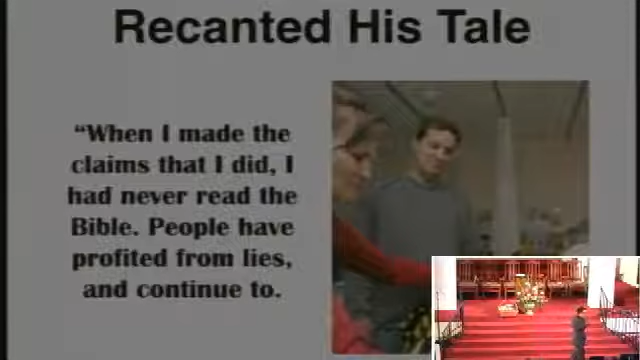 Recanted His Tale
“When I made the
claims that I did, I
had never read the
Bible. People have
profited from lies,
and continue to.